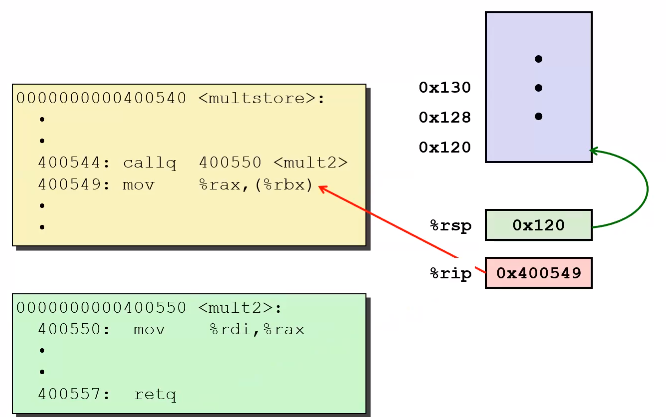 0000000000400540 <multstore>:
•
•
400544: callq 400550 <mult2>
400549: mov %rax,(%rbx)
•
•
0000000000400550 <mult2>:
400550: mov %rdi,%rax
•
•
400557: retq
•
0x130 •
0x128 •
0x120
%rsp 0x120
%rip 0x400549